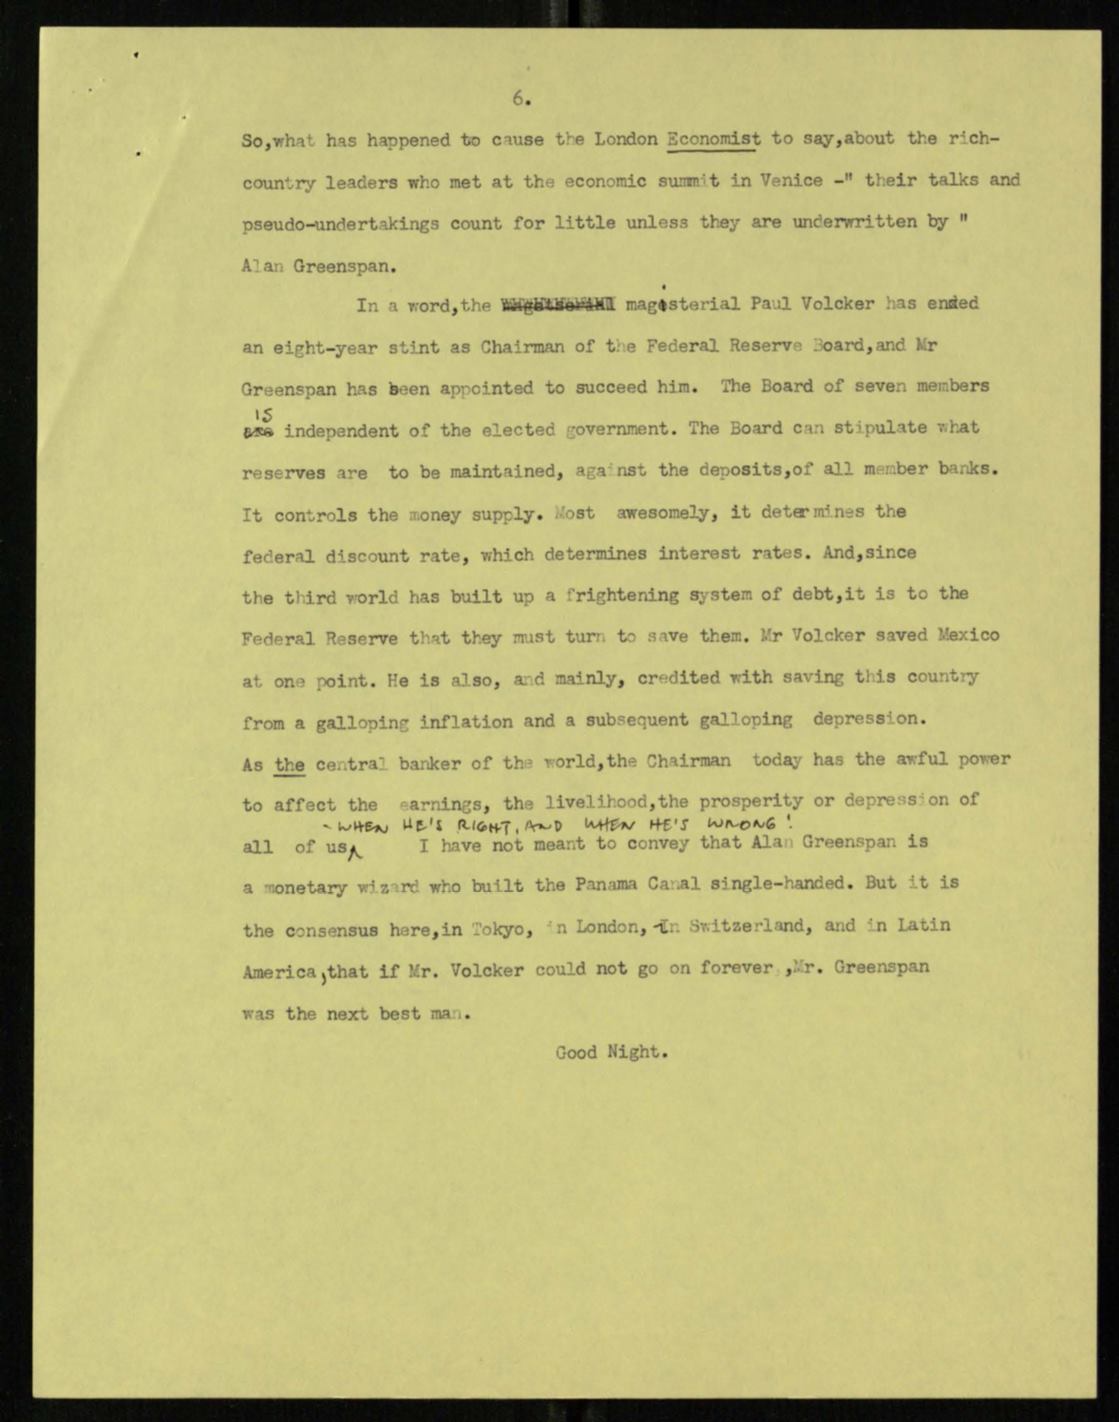 6.
So,what has happened to cause the London Economist to say,about the rich-
country leaders who met at the economic summit in Venice -" their talks and
pseudo-undertakings count for little unless they are underwritten by "
Alan Greenspan.
In a word,the magisterial Paul Volcker has ended
an eight-year stint as Chairman of the Federal Reserve Board,and Mr
Greenspan has been appointed to succeed him. The Board of seven members
is
are independent of the elected government. The Board can stipulate what
reserves are to be maintained, against the deposits,of all member banks.
It controls the money supply. Most awesomely, it determines the
federal discount rate, which determines interest rates. And,since
the third world has built up a frightening system of debt,it is to the
Federal Reserve that they must turn to save them. Mr Volcker saved Mexico
at one point. He is also, and mainly, credited with saving this country
from a galloping inflation and a subsequent galloping depression.
As the central banker of the world,the Chairman today has the awful power
to affect the earnings, the livelihood,the prosperity or depression of
- WHEN HE'S RIGHT, AND WHEN HE'S WRONG!
all of us I have not meant to convey that Alan Greenspan is
a monetary wizard who built the Panama Canal single-handed. But it is
the consensus here,in Tokyo, in London, in Switzerland, and in Latin
America,that if Mr. Volcker could not go on forever ,Mr. Greenspan
was the next best man.
Good Night.